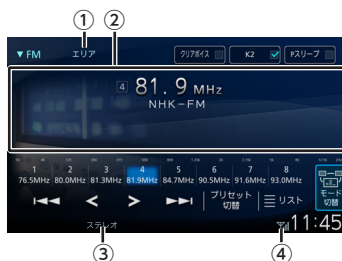 ① ②
▼FM エリア クリアボイス K2 Pスリープ
4 81.9 MHz
NHK-FM
1 2 3 4 5 6 7 8
76.5MHz 80.0MHz 81.3MHz 81.9MHz 84.7MHz 90.5MHz 91.6MHz 93.0MHz
プリセット切替 リスト モード切替
ステレオ 11:45
③ ④